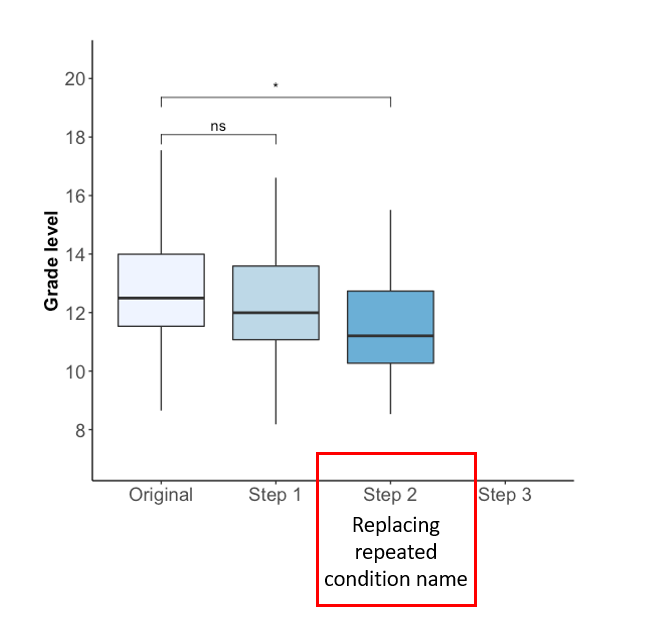 20
*
ns
18
16
Grade level
14
12
10
8
Original Step 1 Step 2 Step 3
Replacing
repeated
condition name